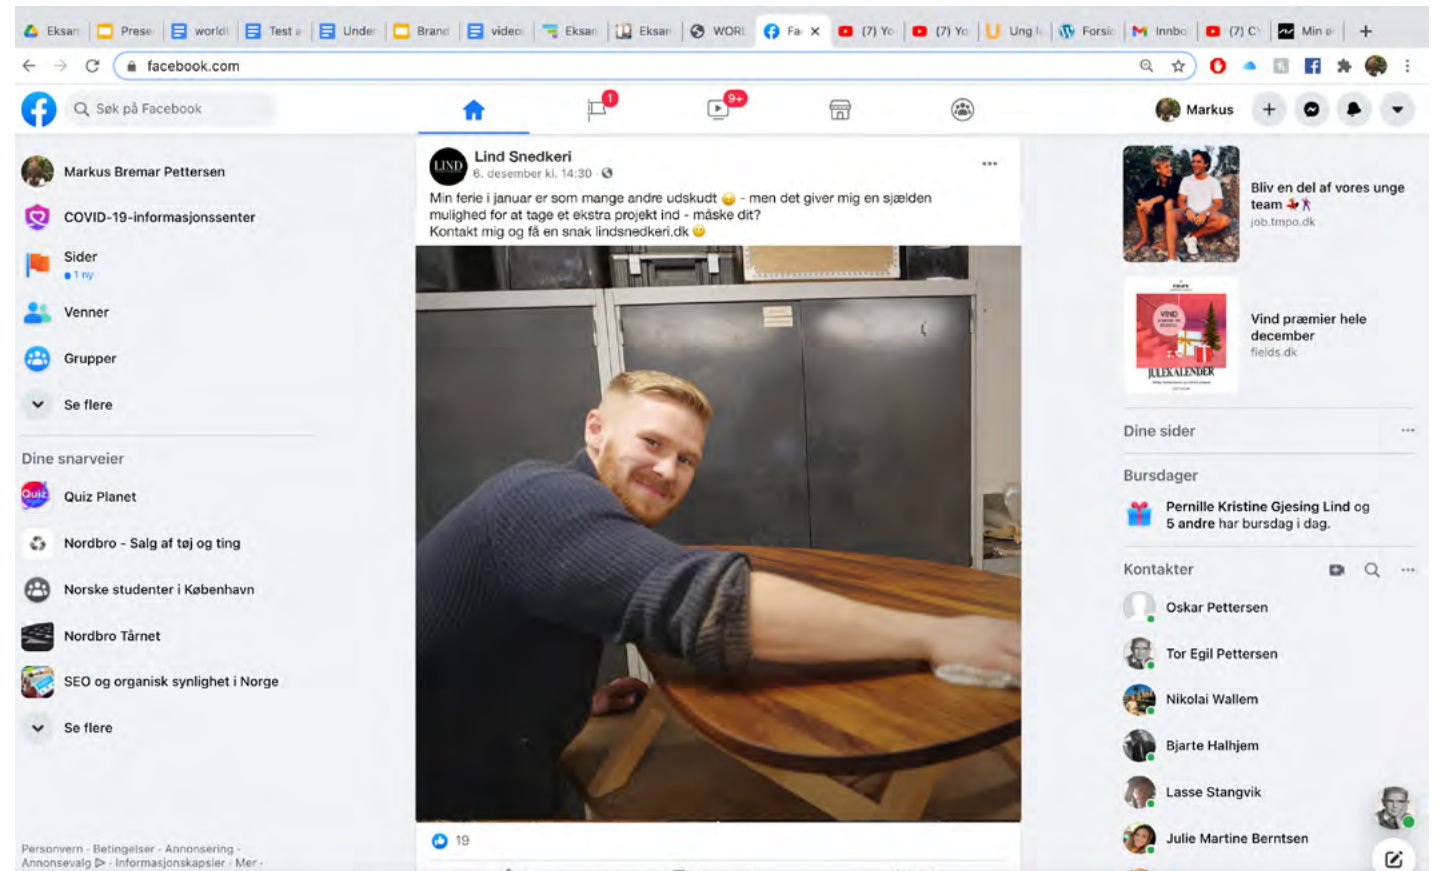 Eksan
Prese
world
Test a
Under
Brand
video
Eksan
Eksan
WORL
Fa
(7) Yo
(7) Yo
Ung i
Forsic
Innbo
(7) C
Min ø
facebook.com
Søk på Facebook
1
9+
Markus
Markus Bremar Pettersen
COVID-19-informasjonssenter
Sider
1 ny
Venner
Grupper
Se flere
Dine snarveier
Quiz
Quiz Planet
Nordbro - Salg af tøj og ting
Norske studenter i København
Nordbro Tårnet
SEO og organisk synlighet i Norge
Se flere
Personvern · Betingelser · Annonsering ·
Annonsevalg · Informasjonskapsler · Mer ·
LIND
Lind Snedkeri
6. desember kl. 14:30 ·
Min ferie i januar er som mange andre udskudt - men det giver mig en sjælden
mulighed for at tage et ekstra projekt ind - måske dit?
Kontakt mig og få en snak lindsnedkeri.dk
19
Bliv en del af vores unge
team
job.tmpo.dk
VIND
JULEKALENDER
Vind præmier hele
december
fields.dk
Dine sider
Bursdager
Pernille Kristine Gjesing Lind og
5 andre har bursdag i dag.
Kontakter
Oskar Pettersen
Tor Egil Pettersen
Nikolai Wallem
Bjarte Halhjem
Lasse Stangvik
Julie Martine Berntsen